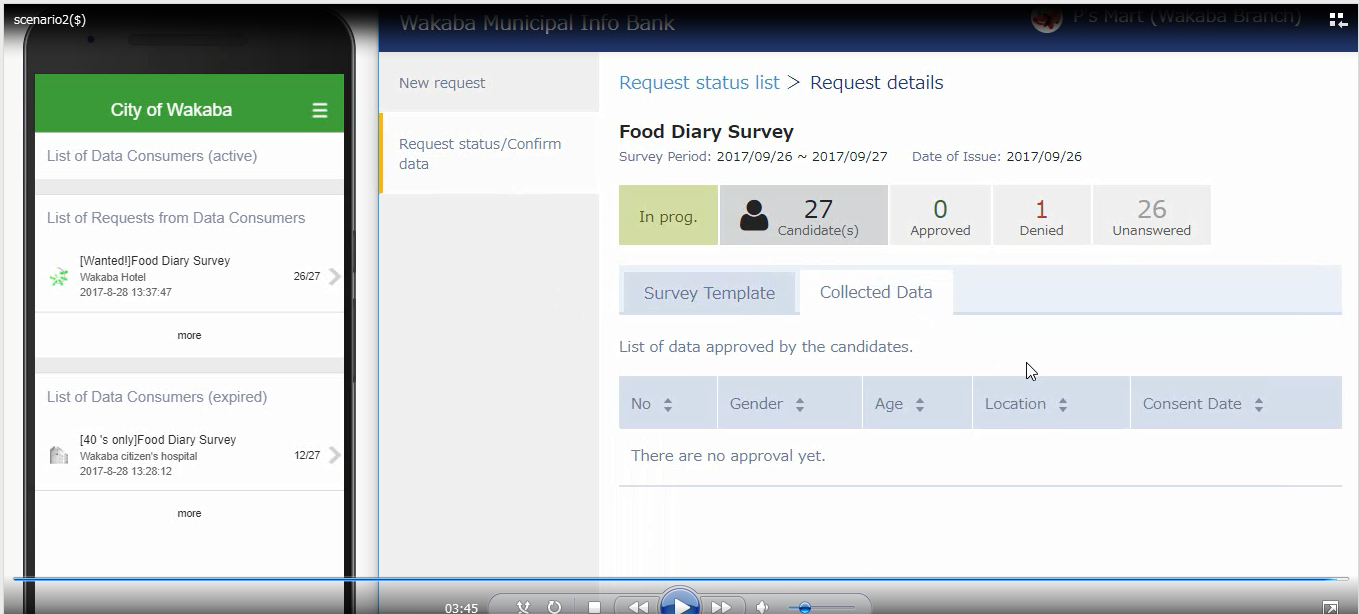 scenario2($)
City of Wakaba
List of Data Consumers (active)
List of Requests from Data Consumers
[Wanted!]Food Diary Survey
Wakaba Hotel
2017-8-28 13:37:47
26/27
more
List of Data Consumers (expired)
[40 's only]Food Diary Survey
Wakaba citizen's hospital
2017-8-28 13:28:12
12/27
more
Wakaba Municipal Info Bank
P's Mart (Wakaba Branch)
New request
Request status/Confirm
data
Request status list > Request details
Food Diary Survey
Survey Period: 2017/09/26 ~ 2017/09/27 Date of Issue: 2017/09/26
In prog.
27
Candidate(s)
0
Approved
1
Denied
26
Unanswered
Survey Template
Collected Data
List of data approved by the candidates.
No Gender Age Location Consent Date
There are no approval yet.
03:45